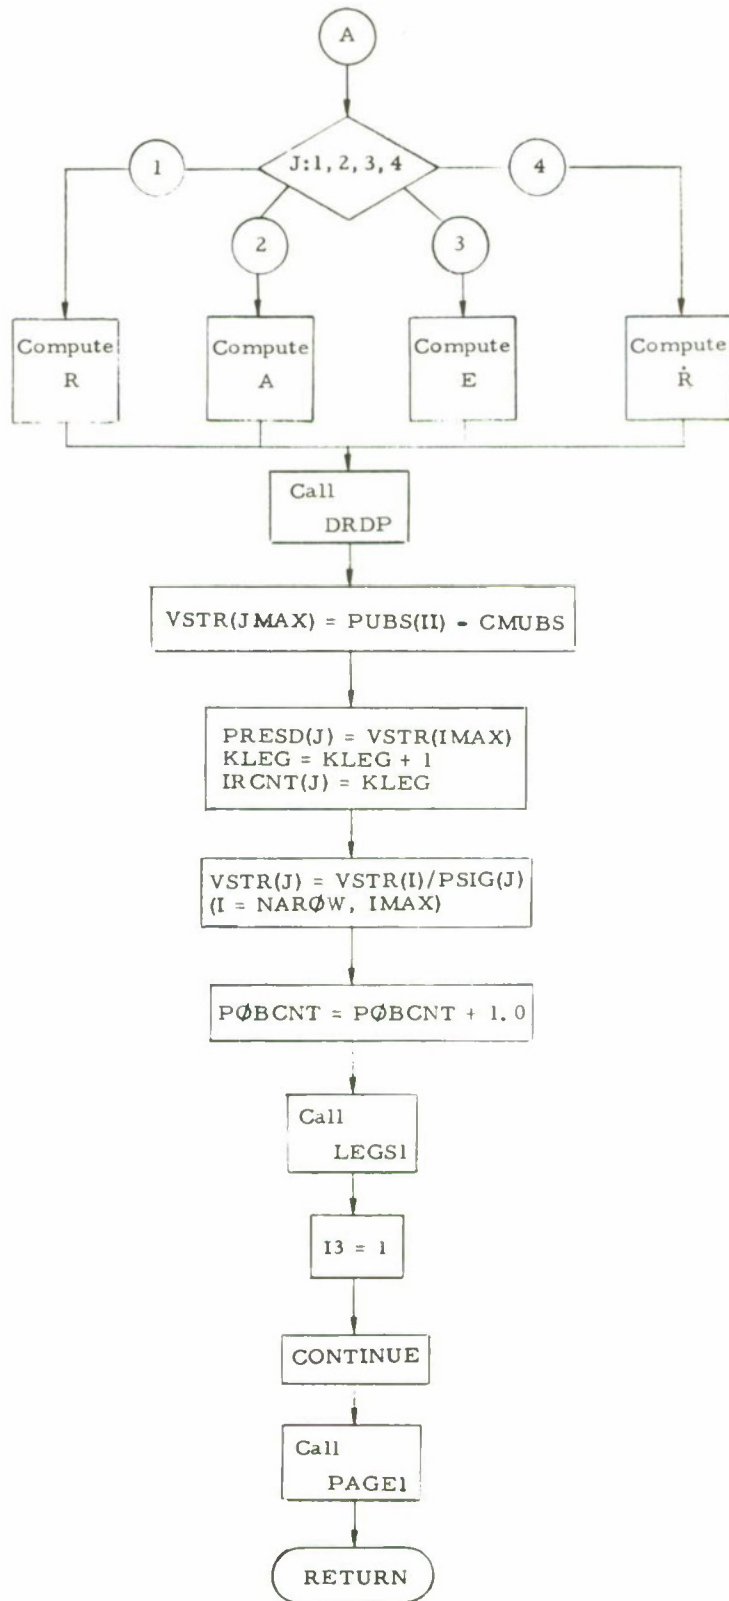 A
J:1, 2, 3, 4
1
4
2
3
Compute
R
Compute
A
Compute
E
Compute
Ṙ
Call
DRDP
VSTR(JMAX) = PUBS(II) - CMUBS
PRESD(J) = VSTR(IMAX)
KLEG = KLEG + 1
IRCNT(J) = KLEG
VSTR(J) = VSTR(I)/PSIG(J)
(I = NARØW, IMAX)
PØBCNT = PØBCNT + 1.0
Call
LEGS1
I3 = 1
CONTINUE
Call
PAGE1
RETURN